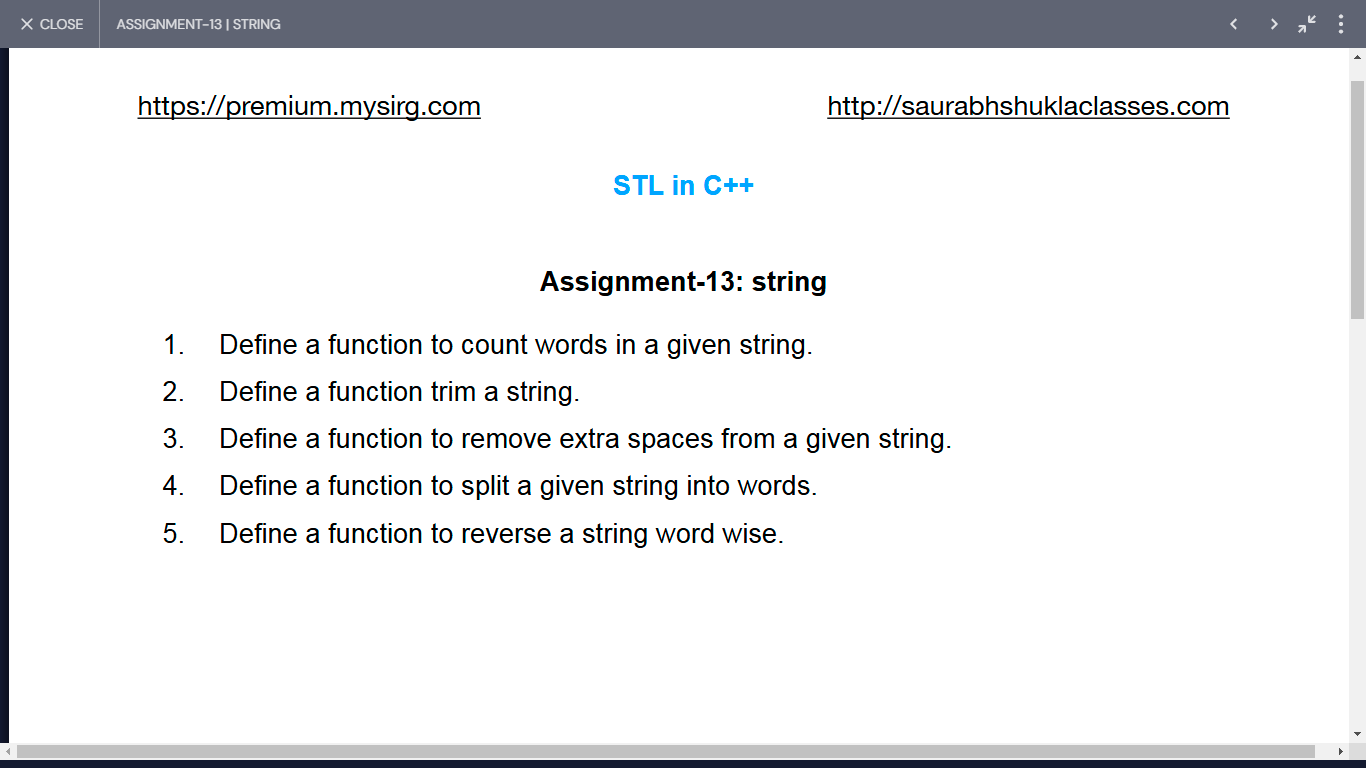 CLOSE ASSIGNMENT-13 | STRING
https://premium.mysirg.com http://saurabhshuklaclasses.com
STL in C++
Assignment-13: string
1. Define a function to count words in a given string.
2. Define a function trim a string.
3. Define a function to remove extra spaces from a given string.
4. Define a function to split a given string into words.
5. Define a function to reverse a string word wise.